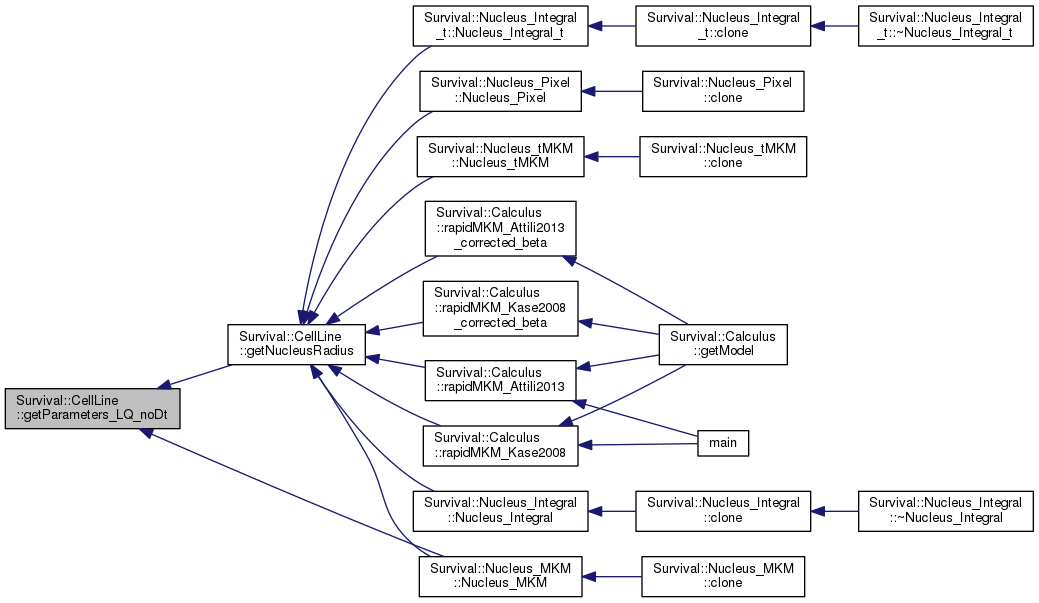 Survival::Nucleus_Integral
_t::Nucleus_Integral_t
Survival::Nucleus_Integral
_t::clone
Survival::Nucleus_Integral
_t::~Nucleus_Integral_t
Survival::Nucleus_Pixel
::Nucleus_Pixel
Survival::Nucleus_Pixel
::clone
Survival::Nucleus_tMKM
::Nucleus_tMKM
Survival::Nucleus_tMKM
::clone
Survival::Calculus
::rapidMKM_Attili2013
_corrected_beta
Survival::Calculus
::rapidMKM_Kase2008
_corrected_beta
Survival::CellLine
::getNucleusRadius
Survival::Calculus
::getModel
Survival::Calculus
::rapidMKM_Attili2013
Survival::CellLine
::getParameters_LQ_noDt
Survival::Calculus
::rapidMKM_Kase2008
main
Survival::Nucleus_Integral
::Nucleus_Integral
Survival::Nucleus_Integral
::clone
Survival::Nucleus_Integral
::~Nucleus_Integral
Survival::Nucleus_MKM
::Nucleus_MKM
Survival::Nucleus_MKM
::clone